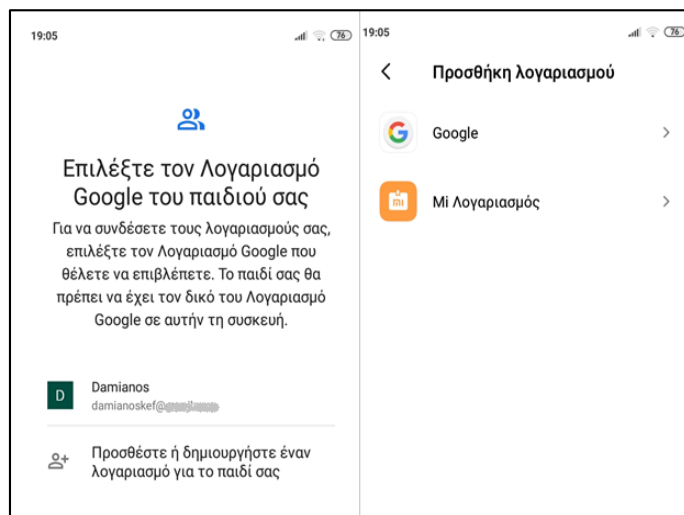 19:05
76
Επιλέξτε τον Λογαριασμό
Google του παιδιού σας
Για να συνδέσετε τους λογαριασμούς σας,
επιλέξτε τον Λογαριασμό Google που
θέλετε να επιβλέπετε. Το παιδί σας θα
πρέπει να έχει τον δικό του Λογαριασμό
Google σε αυτήν τη συσκευή.
D
Damianos
damianoskef@
Προσθέστε ή δημιουργήστε έναν
λογαριασμό για το παιδί σας
19:05
76
Προσθήκη λογαριασμού
G
Google
mi
Mi Λογαριασμός